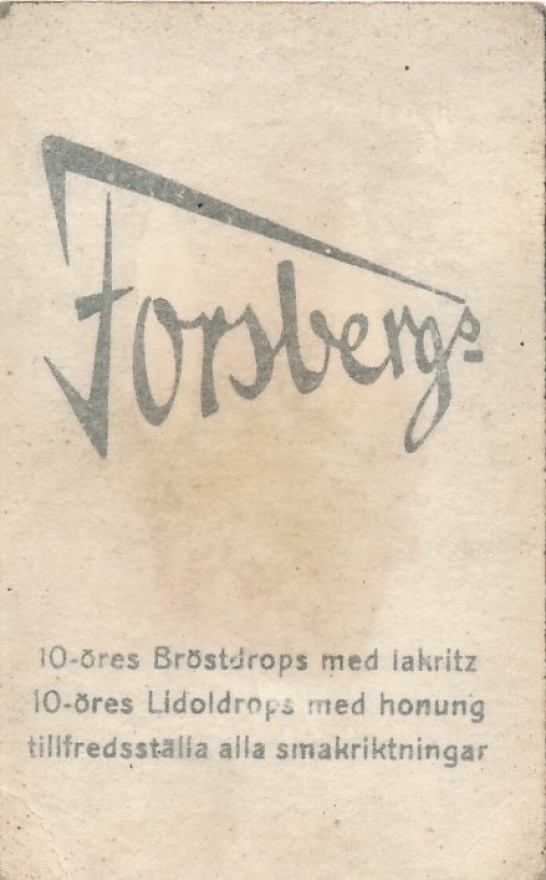 Forsbergs
10-öres Bröstdrops med lakritz
10-öres Lidoldrops med honung
tillfredsställa alla smakriktningar